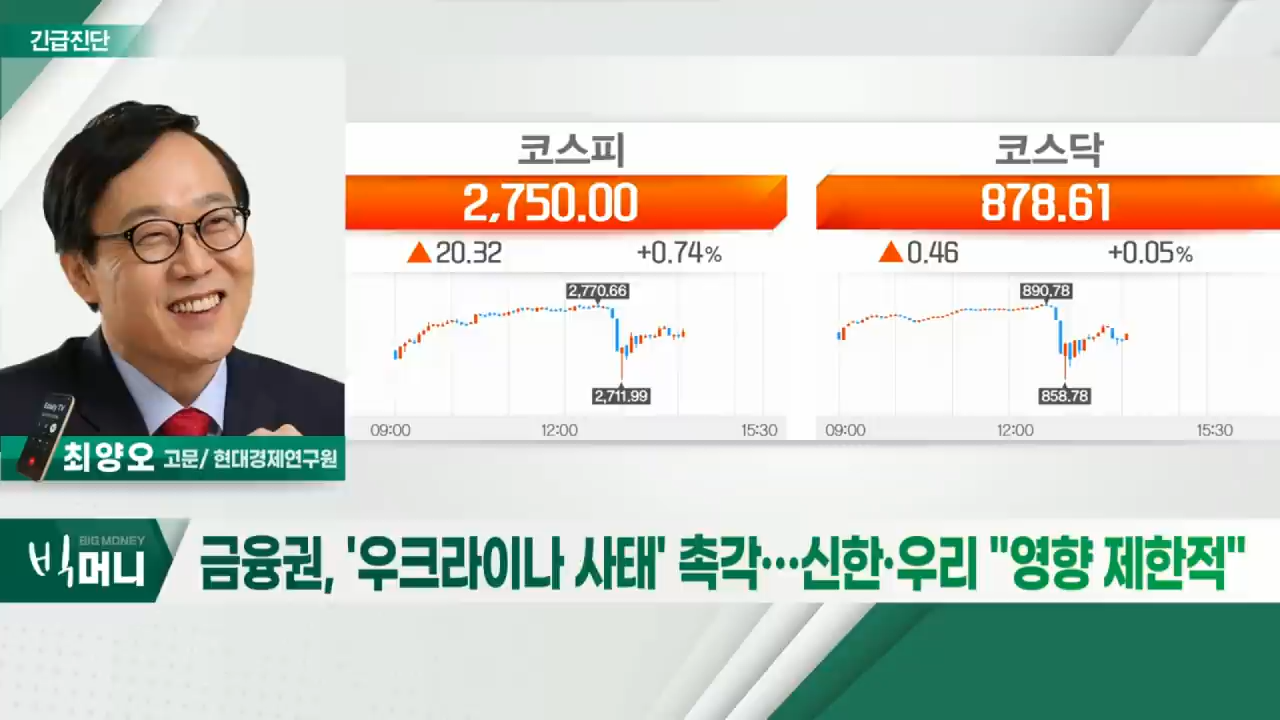 긴급진단
코스피
2,750.00
▲20.32 +0.74%
2,770.66
2,711.99
09:00 12:00 15:30
코스닥
878.61
▲0.46 +0.05%
890.78
858.78
09:00 12:00 15:30
최양오 고문/ 현대경제연구원
BIG MONEY
빅머니
금융권, '우크라이나 사태' 촉각…신한·우리 "영향 제한적"